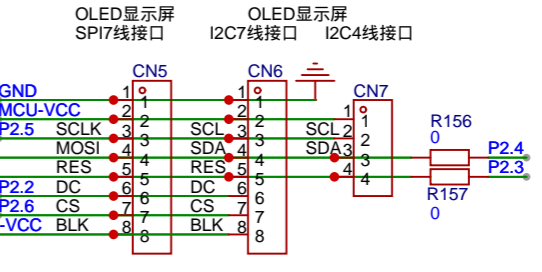 OLED显示屏 OLED显示屏
SPI7线接口 I2C7线接口 I2C4线接口
CN5 CN6
GND 1 1 1 1 CN7
MCU-VCC 2 2 2 2 1 1 R156
P2.5 SCLK 3 3 SCL 3 3 SCL 2 2 0
MOSI 4 4 SDA 4 4 SDA 3 3 P2.4
RES 5 5 RES 5 5 4 4 P2.3
P2.2 DC 6 6 DC 6 6 R157
P2.6 CS 7 7 CS 7 7 0
-VCC BLK 8 8 BLK 8 8